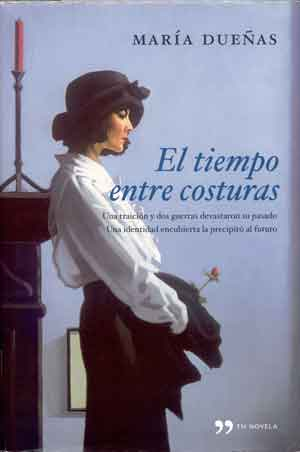 MARÍA DUEÑAS
El tiempo
entre costuras
Una traición y dos guerras devastaron su pasado
Una identidad encubierta la precipitó al futuro
TH NOVELA